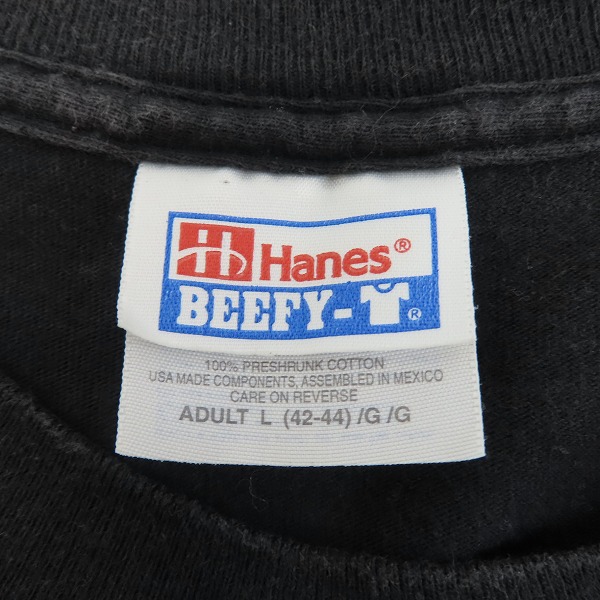 H Hanes®
BEEFY-T®
100% PRESHRUNK COTTON
USA MADE COMPONENTS, ASSEMBLED IN MEXICO
CARE ON REVERSE
ADULT L (42-44) /G /G